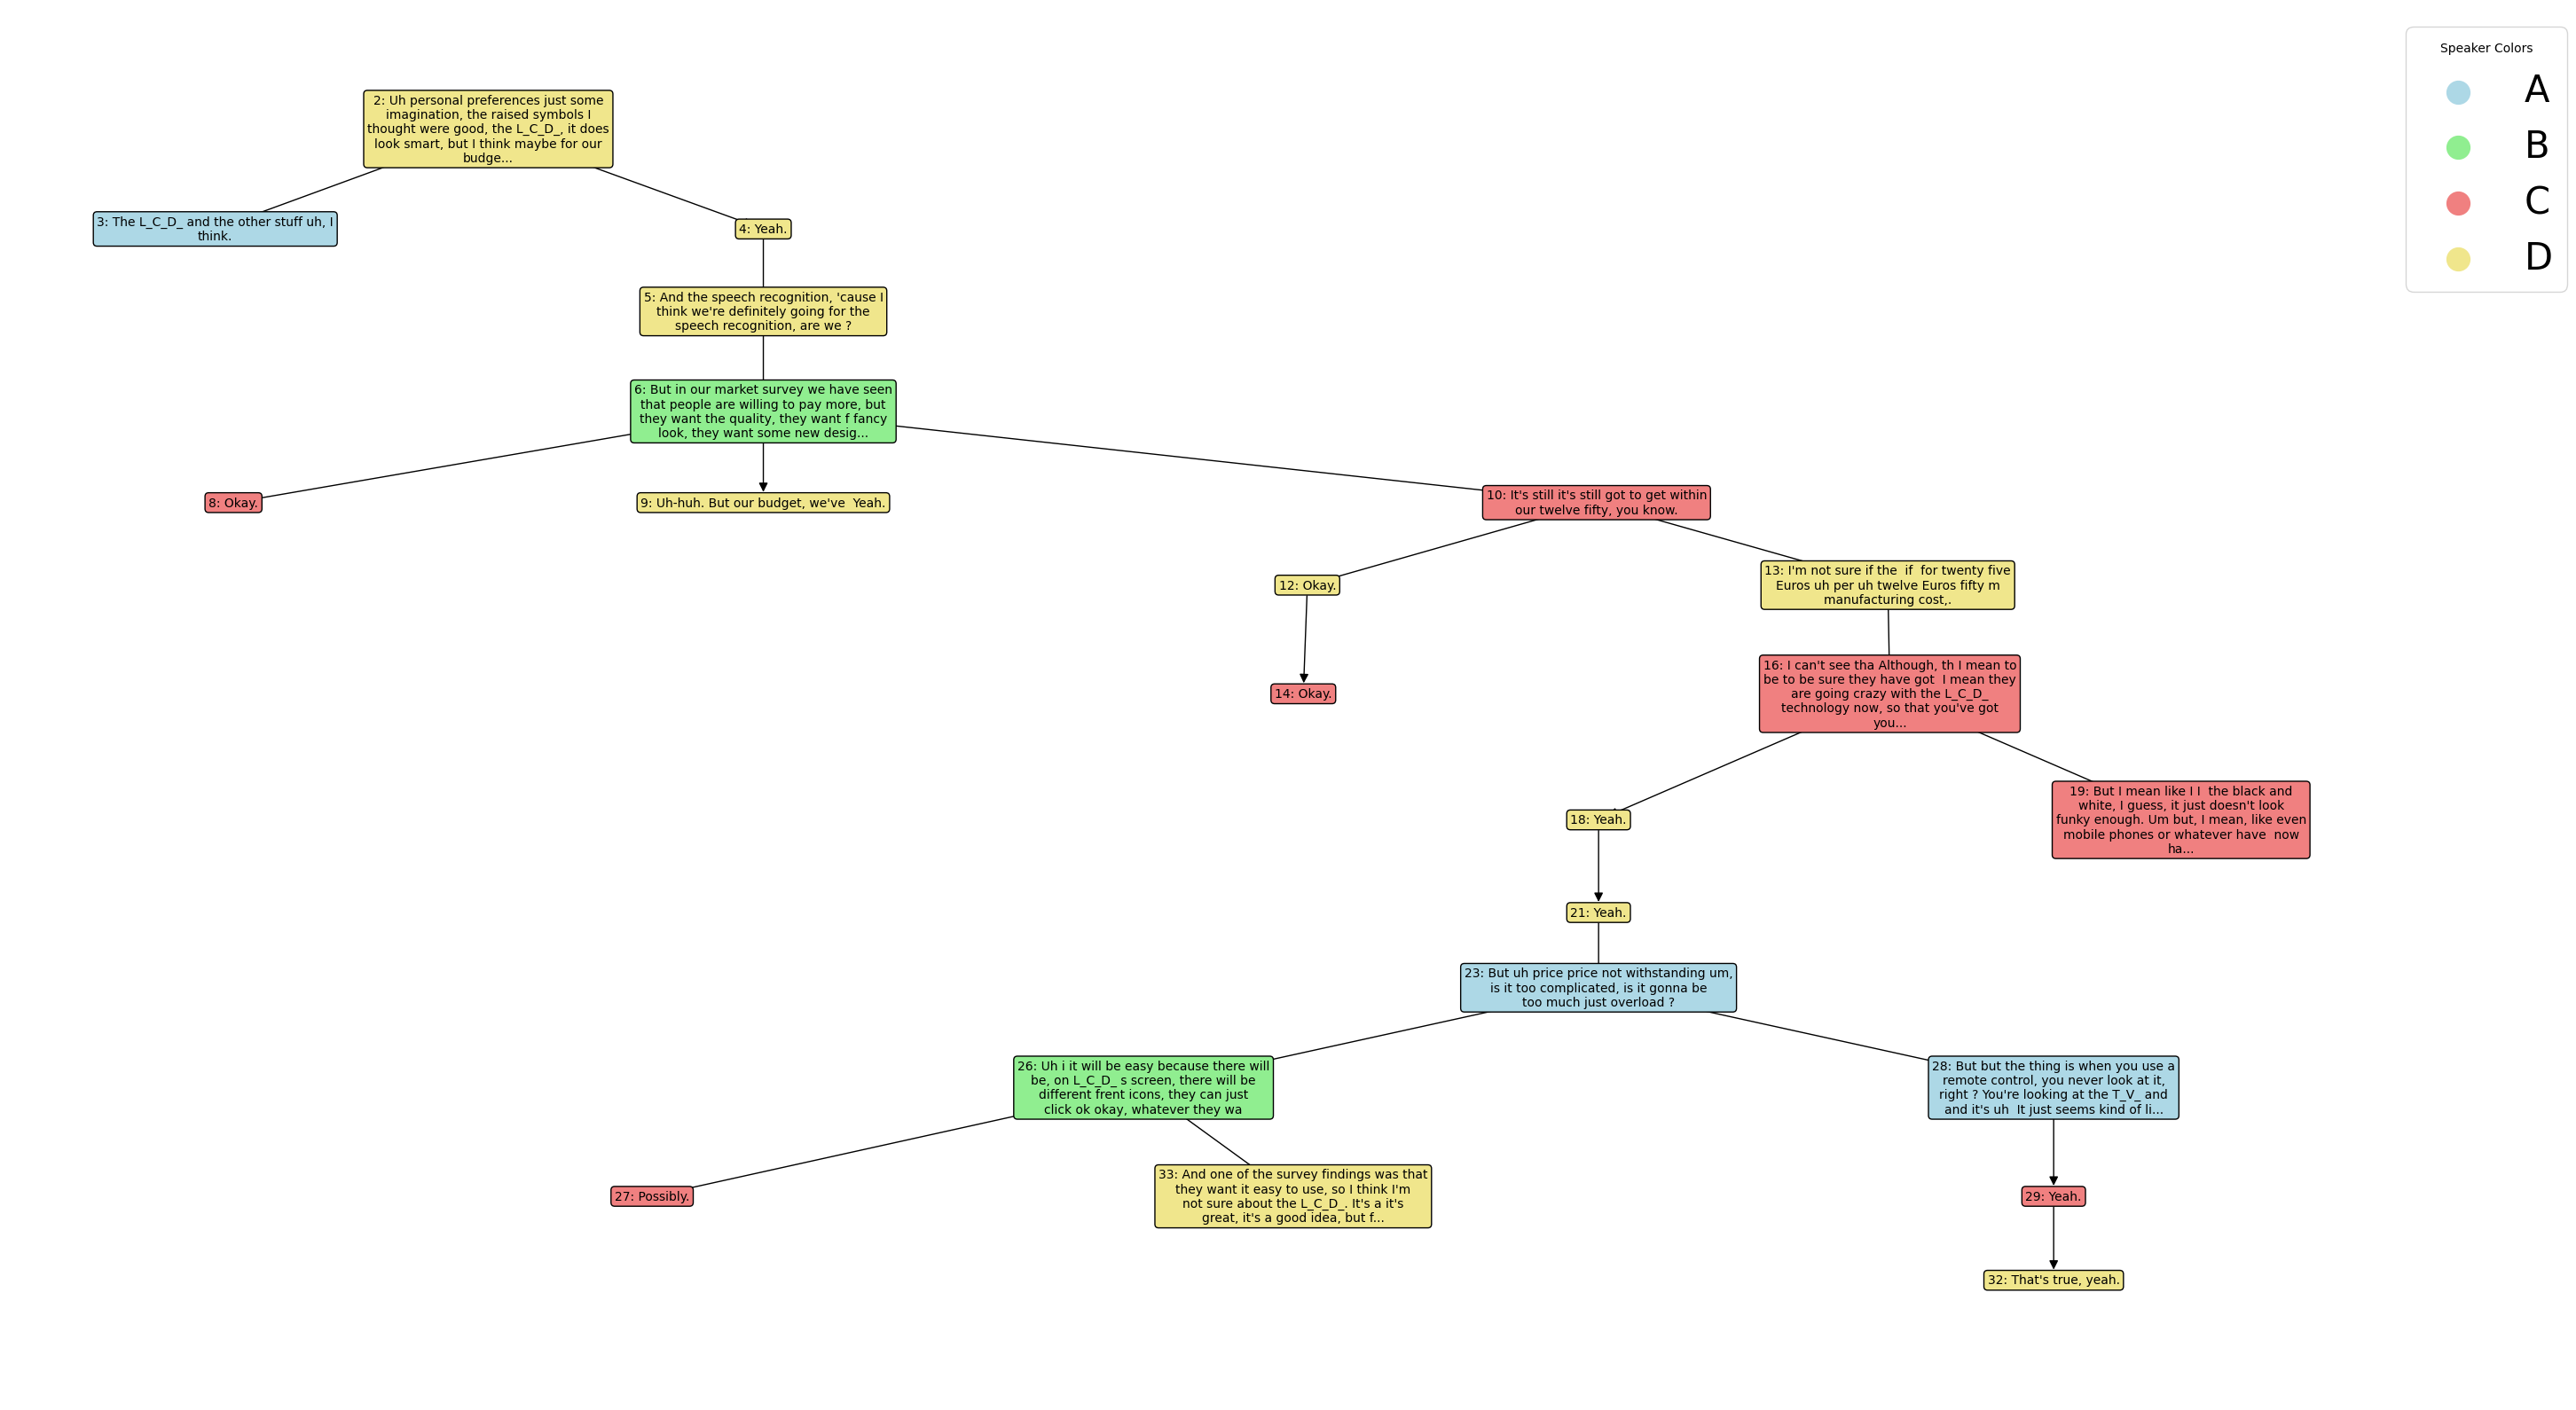 Speaker Colors
A
B
C
D
2: Uh personal preferences just some
imagination, the raised symbols I
thought were good, the L_C_D_, it does
look smart, but I think maybe for our
budge...
3: The L_C_D_ and the other stuff uh, I
think.
4: Yeah.
5: And the speech recognition, 'cause I
think we're definitely going for the
speech recognition, are we ?
6: But in our market survey we have seen
that people are willing to pay more, but
they want the quality, they want f fancy
look, they want some new desig...
8: Okay.
9: Uh-huh. But our budget, we've  Yeah.
10: It's still it's still got to get within
our twelve fifty, you know.
12: Okay.
13: I'm not sure if the  if  for twenty five
Euros uh per uh twelve Euros fifty m
manufacturing cost,.
14: Okay.
16: I can't see tha Although, th I mean to
be to be sure they have got  I mean they
are going crazy with the L_C_D_
technology now, so that you've got
you...
18: Yeah.
19: But I mean like I I  the black and
white, I guess, it just doesn't look
funky enough. Um but, I mean, like even
mobile phones or whatever have  now
ha...
21: Yeah.
23: But uh price price not withstanding um,
is it too complicated, is it gonna be
too much just overload ?
26: Uh i it will be easy because there will
be, on L_C_D_ s screen, there will be
different frent icons, they can just
click ok okay, whatever they wa
28: But but the thing is when you use a
remote control, you never look at it,
right ? You're looking at the T_V_ and
and it's uh  It just seems kind of li...
27: Possibly.
33: And one of the survey findings was that
they want it easy to use, so I think I'm
not sure about the L_C_D_. It's a it's
great, it's a good idea, but f...
29: Yeah.
32: That's true, yeah.